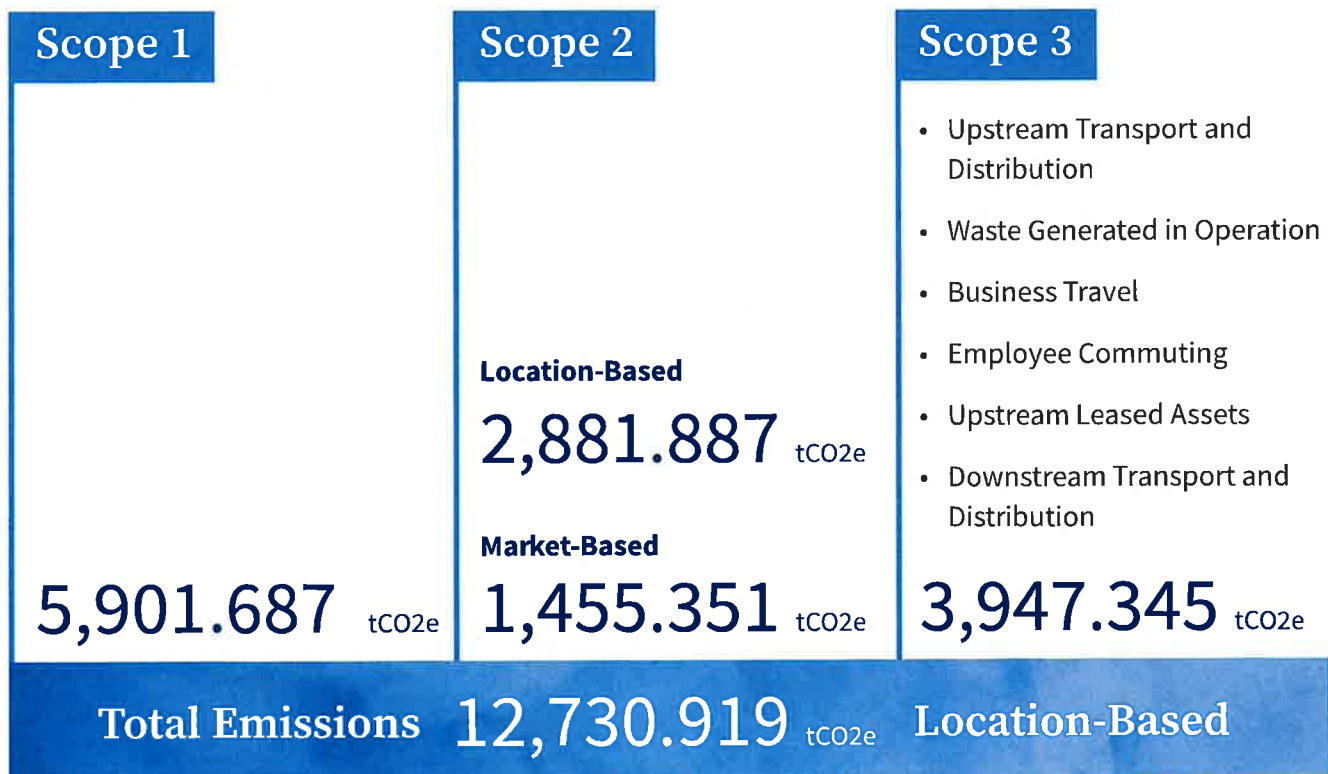 Scope 1
5,901.687 tCO2e
Scope 2
Location-Based
2,881.887 tCO2e
Market-Based
1,455.351 tCO2e
Scope 3
• Upstream Transport and
Distribution
• Waste Generated in Operation
• Business Travel
• Employee Commuting
• Upstream Leased Assets
• Downstream Transport and
Distribution
3,947.345 tCO2e
Total Emissions 12,730.919 tCO2e Location-Based